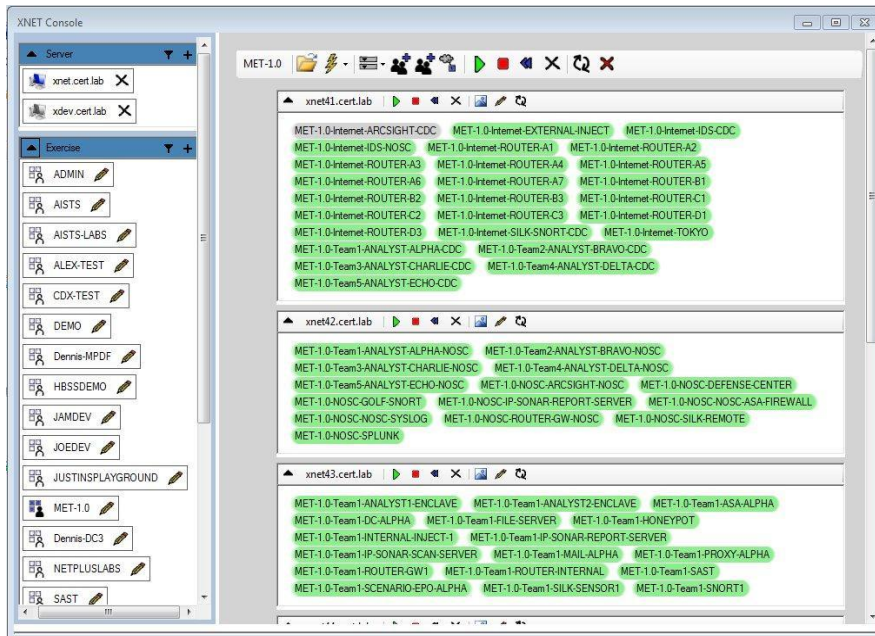 XNET Console
Server
xnet.cert.lab
xdev.cert.lab
Exercise
ADMIN
AISTS
AISTS-LABS
ALEX-TEST
CDX-TEST
DEMO
Dennis-MPDF
HBSSDEMO
JAMDEV
JOEDEV
JUSTINSPLAYGROUND
MET-1.0
Dennis-DC3
NETPLUSLABS
SAST
MET-1.0
xnet41.cert.lab
MET-1.0-Internet-ARCSIGHT-CDC MET-1.0-Internet-EXTERNAL-INJECT MET-1.0-Internet-IDS-CDC
MET-1.0-Internet-IDS-NOSC MET-1.0-Internet-ROUTER-A1 MET-1.0-Internet-ROUTER-A2
MET-1.0-Internet-ROUTER-A3 MET-1.0-Internet-ROUTER-A4 MET-1.0-Internet-ROUTER-A5
MET-1.0-Internet-ROUTER-A6 MET-1.0-Internet-ROUTER-A7 MET-1.0-Internet-ROUTER-B1
MET-1.0-Internet-ROUTER-B2 MET-1.0-Internet-ROUTER-B3 MET-1.0-Internet-ROUTER-C1
MET-1.0-Internet-ROUTER-C2 MET-1.0-Internet-ROUTER-C3 MET-1.0-Internet-ROUTER-D1
MET-1.0-Internet-ROUTER-D3 MET-1.0-Internet-SILK-SNORT-CDC MET-1.0-Internet-TOKYO
MET-1.0-Team1-ANALYST-ALPHA-CDC MET-1.0-Team2-ANALYST-BRAVO-CDC
MET-1.0-Team3-ANALYST-CHARLIE-CDC MET-1.0-Team4-ANALYST-DELTA-CDC
MET-1.0-Team5-ANALYST-ECHO-CDC
xnet42.cert.lab
MET-1.0-Team1-ANALYST-ALPHA-NOSC MET-1.0-Team2-ANALYST-BRAVO-NOSC
MET-1.0-Team3-ANALYST-CHARLIE-NOSC MET-1.0-Team4-ANALYST-DELTA-NOSC
MET-1.0-Team5-ANALYST-ECHO-NOSC MET-1.0-NOSC-ARCSIGHT-NOSC MET-1.0-NOSC-DEFENSE-CENTER
MET-1.0-NOSC-GOLF-SNORT MET-1.0-NOSC-IP-SONAR-REPORT-SERVER MET-1.0-NOSC-NOSC-ASA-FIREWALL
MET-1.0-NOSC-NOSC-SYSLOG MET-1.0-NOSC-ROUTER-GW-NOSC MET-1.0-NOSC-SILK-REMOTE
MET-1.0-NOSC-SPLUNK
xnet43.cert.lab
MET-1.0-Team1-ANALYST1-ENCLAVE MET-1.0-Team1-ANALYST2-ENCLAVE MET-1.0-Team1-ASA-ALPHA
MET-1.0-Team1-DC-ALPHA MET-1.0-Team1-FILE-SERVER MET-1.0-Team1-HONEYPOT
MET-1.0-Team1-INTERNAL-INJECT-1 MET-1.0-Team1-IP-SONAR-REPORT-SERVER
MET-1.0-Team1-IP-SONAR-SCAN-SERVER MET-1.0-Team1-MAIL-ALPHA MET-1.0-Team1-PROXY-ALPHA
MET-1.0-Team1-ROUTER-GW1 MET-1.0-Team1-ROUTER-INTERNAL MET-1.0-Team1-SAST
MET-1.0-Team1-SCENARIO-EPO-ALPHA MET-1.0-Team1-SILK-SENSOR1 MET-1.0-Team1-SNORT1